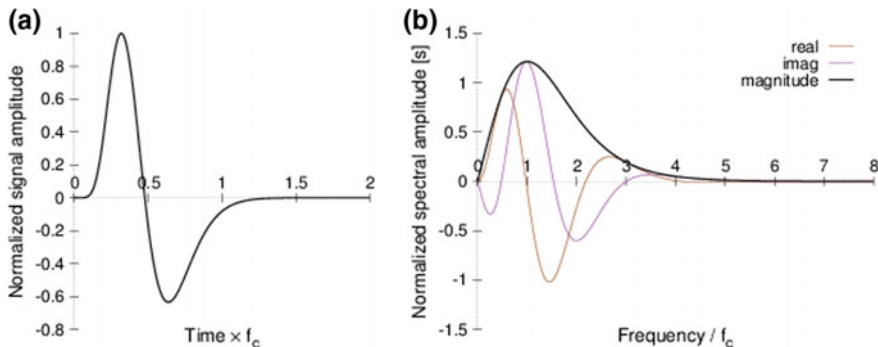 (a)
Normalized signal amplitude
1
0.8
0.6
0.4
0.2
0
-0.2
-0.4
-0.6
-0.8
0 0.5 1 1.5 2
Time × f_c
(b)
Normalized spectral amplitude [s]
1.5
1
0.5
0
-0.5
-1
-1.5
0 1 2 3 4 5 6 7 8
real
imag
magnitude
Frequency / f_c